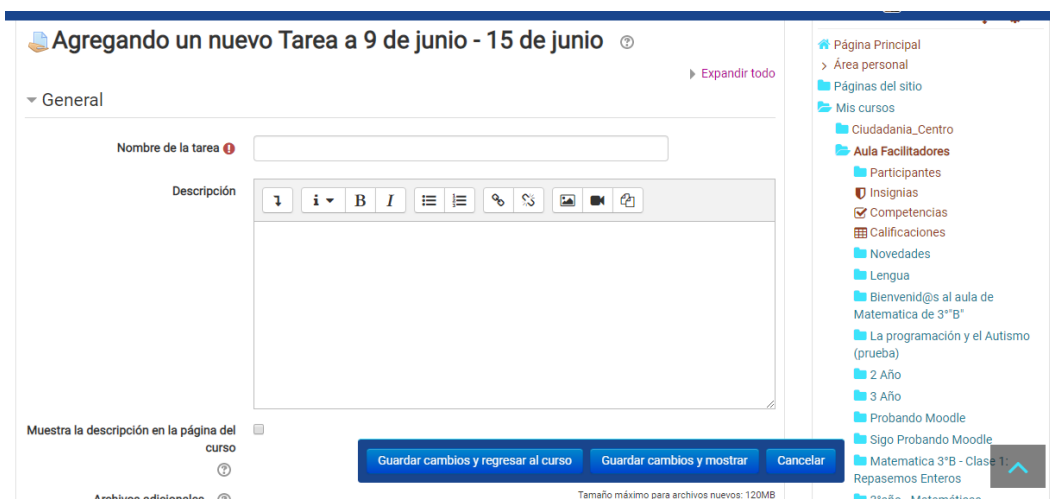 Agregando un nuevo Tarea a 9 de junio - 15 de junio
Expandir todo
General
Nombre de la tarea
Descripción
i B I
Muestra la descripción en la página del
curso
Guardar cambios y regresar al curso
Guardar cambios y mostrar
Cancelar
Archivos adicionales
Tamaño máximo para archivos nuevos: 120MB
Página Principal
Área personal
Páginas del sitio
Mis cursos
Ciudadania_Centro
Aula Facilitadores
Participantes
Insignias
Competencias
Calificaciones
Novedades
Lengua
Bienvenid@s al aula de
Matematica de 3°"B"
La programación y el Autismo
(prueba)
2 Año
3 Año
Probando Moodle
Sigo Probando Moodle
Matematica 3°B - Clase 1:
Repasemos Enteros